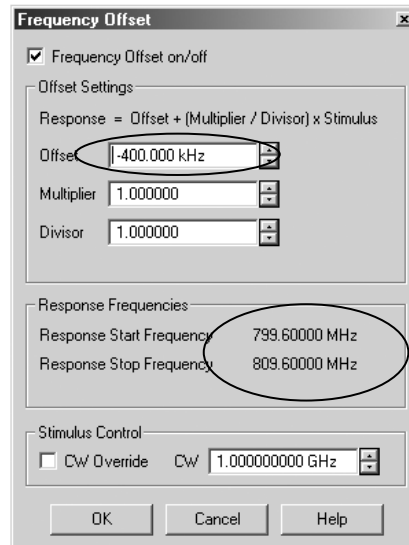 Frequency Offset
Frequency Offset on/off
Offset Settings
Response = Offset + (Multiplier / Divisor) x Stimulus
Offset -400.000 kHz
Multiplier 1.000000
Divisor 1.000000
Response Frequencies
Response Start Frequency 799.60000 MHz
Response Stop Frequency 809.60000 MHz
Stimulus Control
CW Override CW 1.000000000 GHz
OK Cancel Help